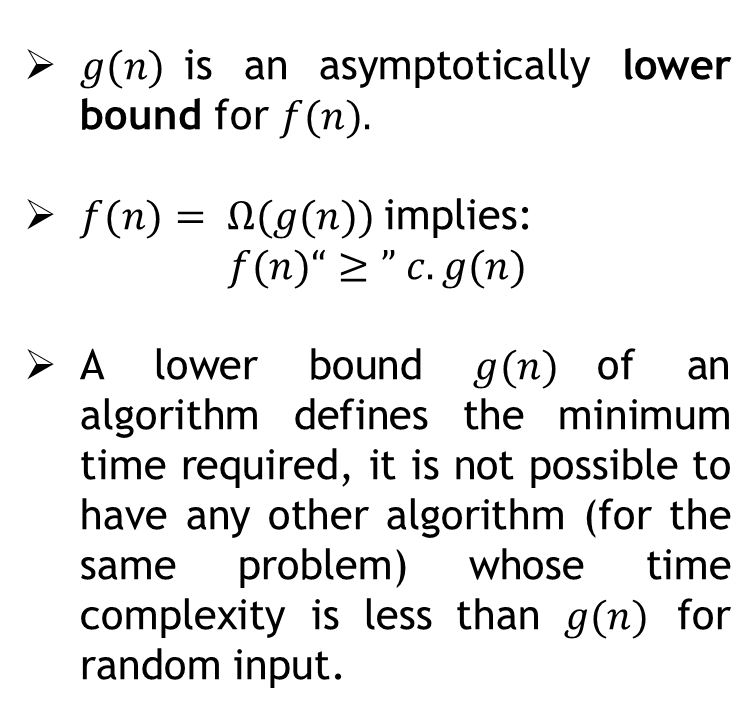 ➢ g(n) is an asymptotically lower
bound for f(n).
➢ f(n) = Ω(g(n)) implies:
f(n)“ ≥ ” c. g(n)
➢ A lower bound g(n) of an
algorithm defines the minimum
time required, it is not possible to
have any other algorithm (for the
same problem) whose time
complexity is less than g(n) for
random input.